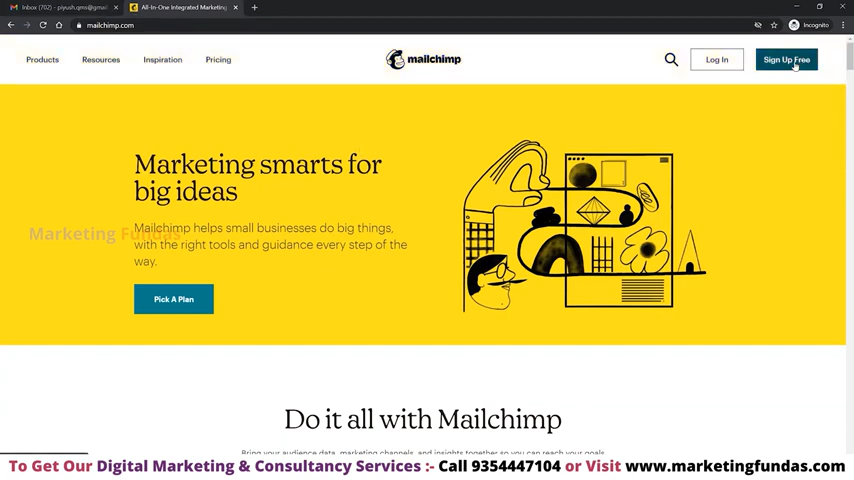 Inbox (702) - piyush.qms@gmail
All-In-One Integrated Marketing
mailchimp.com
Incognito
Products
Resources
Inspiration
Pricing
mailchimp
Log In
Sign Up Free
Marketing smarts for
big ideas
Marketing Fundas
Mailchimp helps small businesses do big things,
with the right tools and guidance every step of the
way.
Pick A Plan
Do it all with Mailchimp
Bring your audience data, marketing channels, and insights together so you can reach your goals
To Get Our Digital Marketing & Consultancy Services :- Call 9354447104 or Visit www.marketingfundas.com